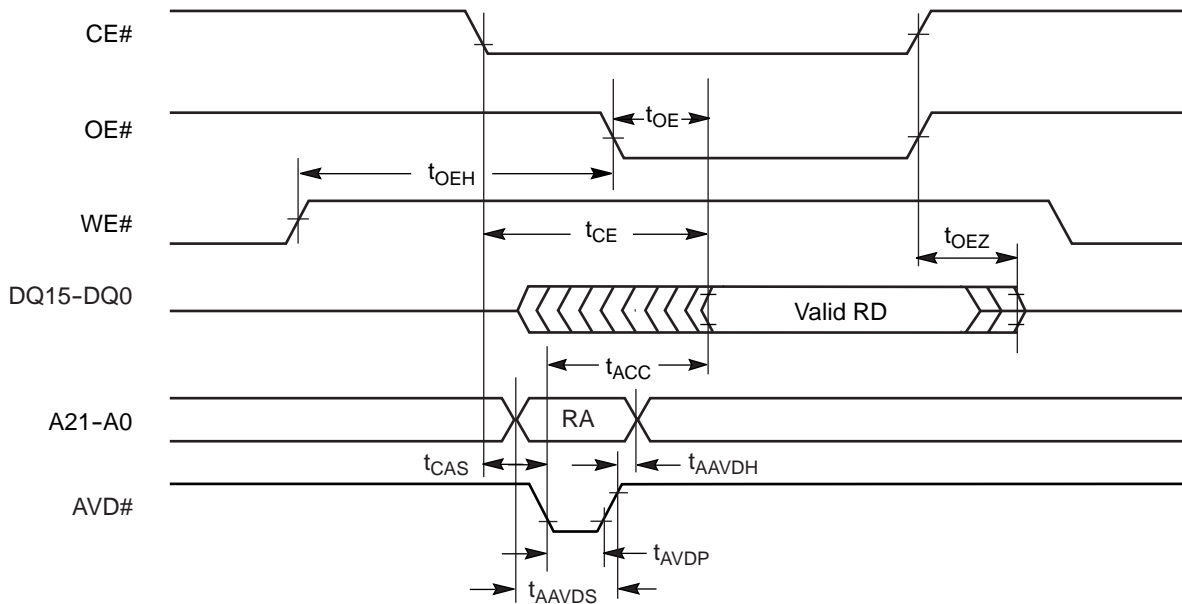 CE#
OE#
tOE
tOEH
WE#
tCE
tOEZ
DQ15-DQ0
Valid RD
tACC
A21-A0
RA
tCAS
tAAVDH
AVD#
tAVDP
tAAVDS